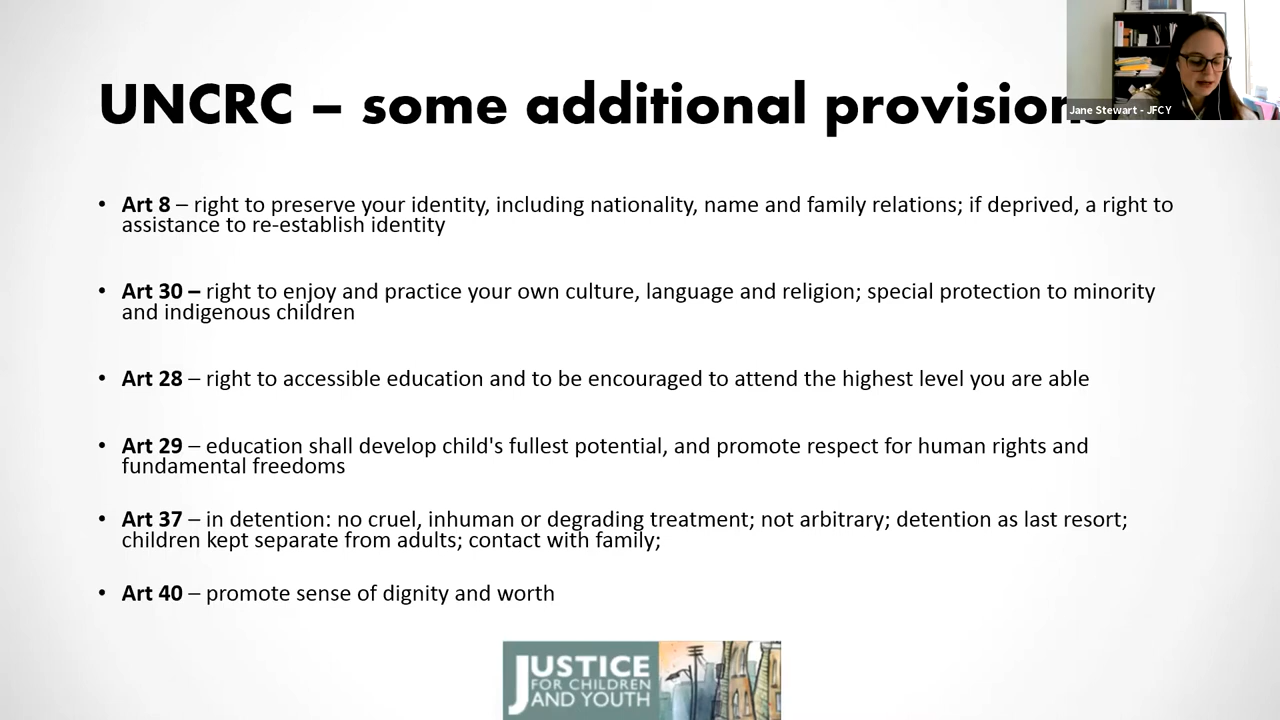 UNCRC – some additional provisions
Jane Stewart - JFCY
• Art 8 – right to preserve your identity, including nationality, name and family relations; if deprived, a right to
assistance to re-establish identity
• Art 30 – right to enjoy and practice your own culture, language and religion; special protection to minority
and indigenous children
• Art 28 – right to accessible education and to be encouraged to attend the highest level you are able
• Art 29 – education shall develop child's fullest potential, and promote respect for human rights and
fundamental freedoms
• Art 37 – in detention: no cruel, inhuman or degrading treatment; not arbitrary; detention as last resort;
children kept separate from adults; contact with family;
• Art 40 – promote sense of dignity and worth
JUSTICE
FOR CHILDREN
AND YOUTH